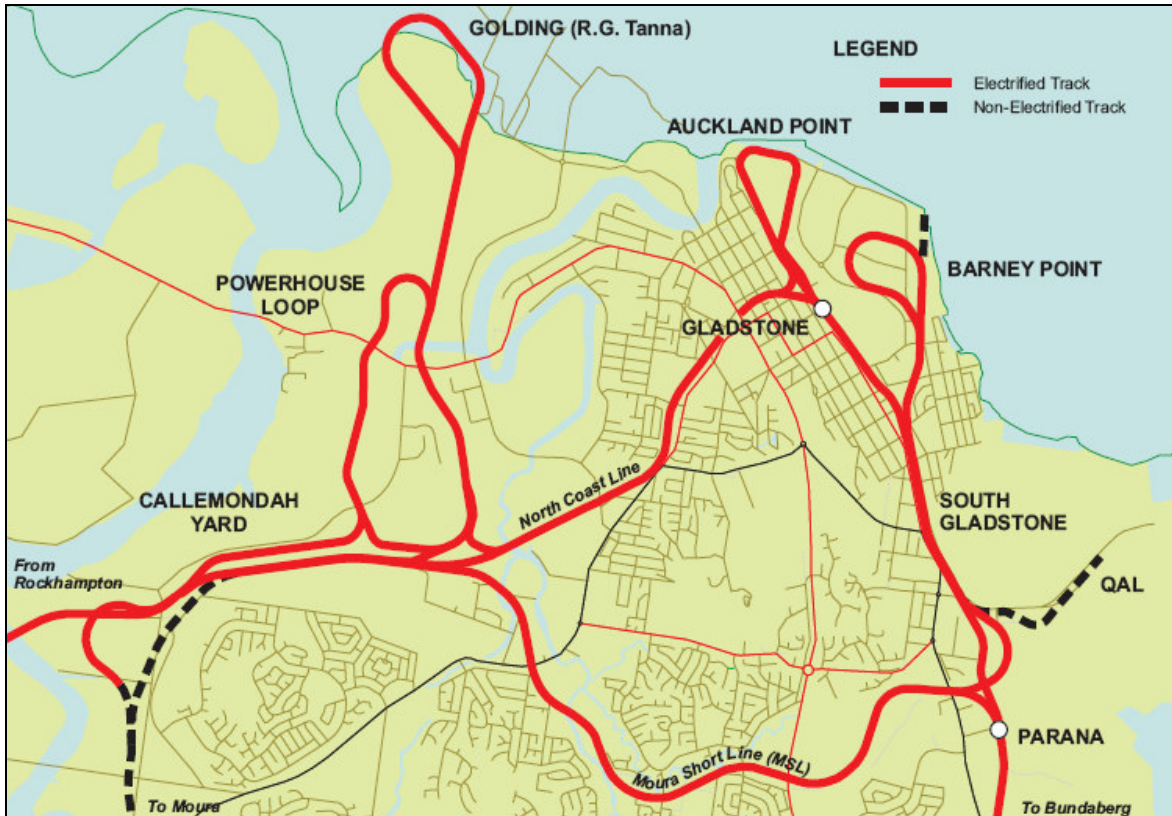 GOLDING (R.G. Tanna)
LEGEND
Electrified Track
Non-Electrified Track
AUCKLAND POINT
BARNEY POINT
POWERHOUSE
LOOP
GLADSTONE
North Coast Line
CALLEMONDAH
YARD
SOUTH
GLADSTONE
From
Rockhampton
QAL
PARANA
Moura Short Line (MSL)
To Moura
To Bundaberg